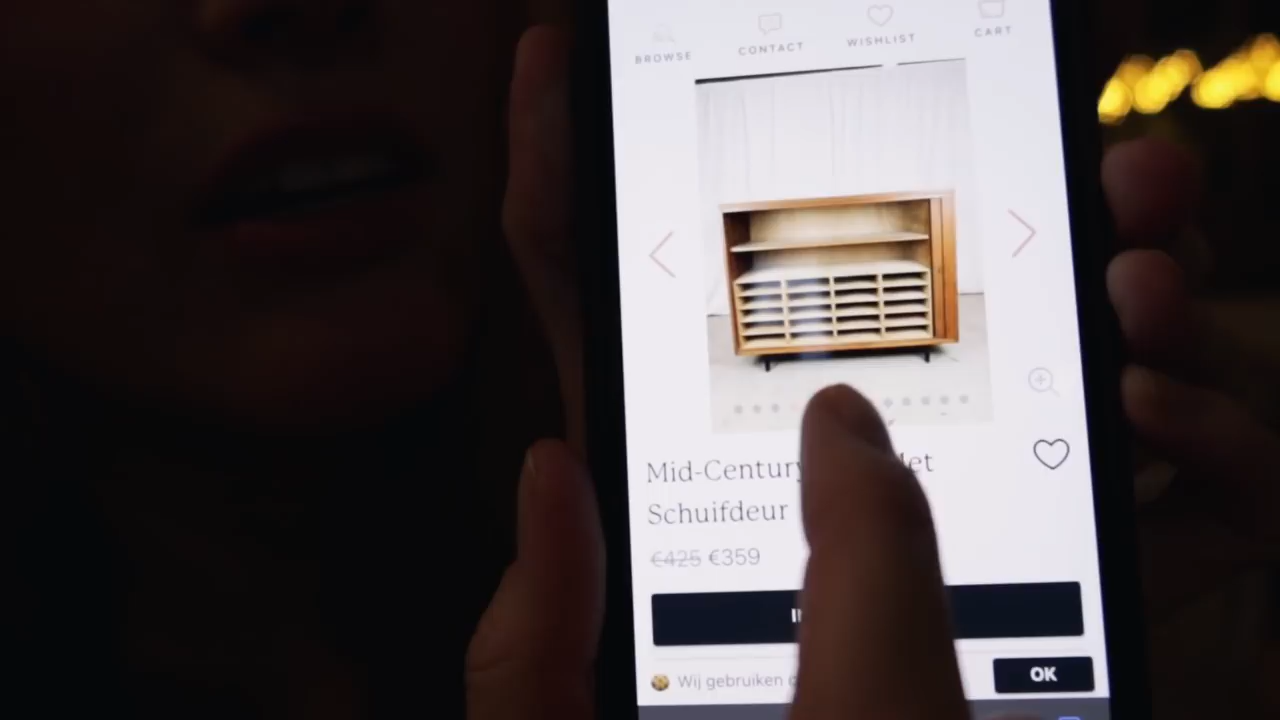 BROWSE CONTACT WISHLIST CART
Mid-Century
Schuifdeur
€425 €359
Wij gebruiken
OK